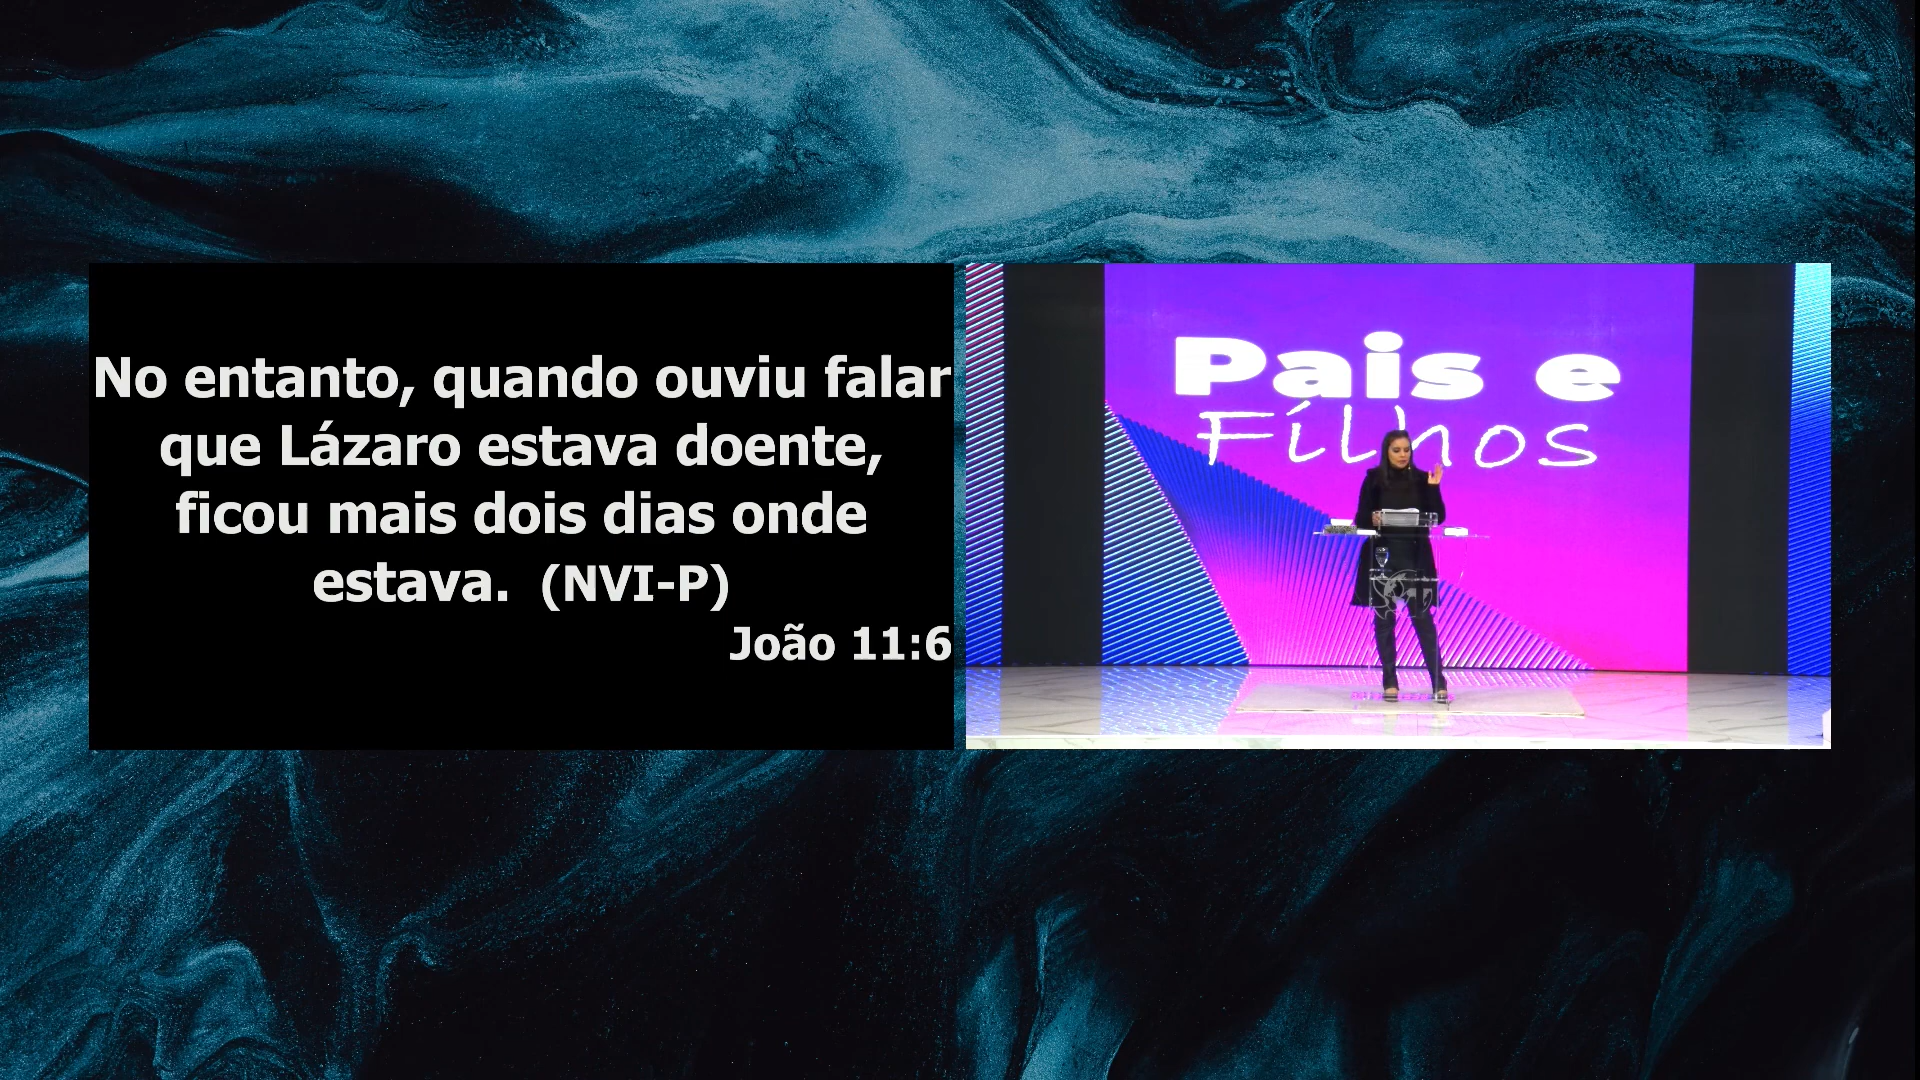 No entanto, quando ouviu falar
que Lázaro estava doente,
ficou mais dois dias onde
estava. (NVI-P)
João 11:6
Pais e
Filhos